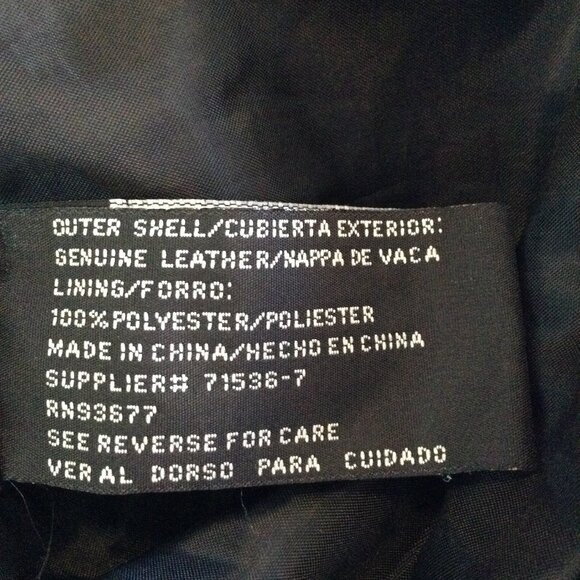 OUTER SHELL/CUBIERTA EXTERIOR:
GENUINE LEATHER/NAPPA DE VACA
LINING/FORRO:
100%POLYESTER/POLIESTER
MADE IN CHINA/HECHO EN CHINA
SUPPLIER# 71536-7
RN93677
SEE REVERSE FOR CARE
VER AL DORSO PARA CUIDADO